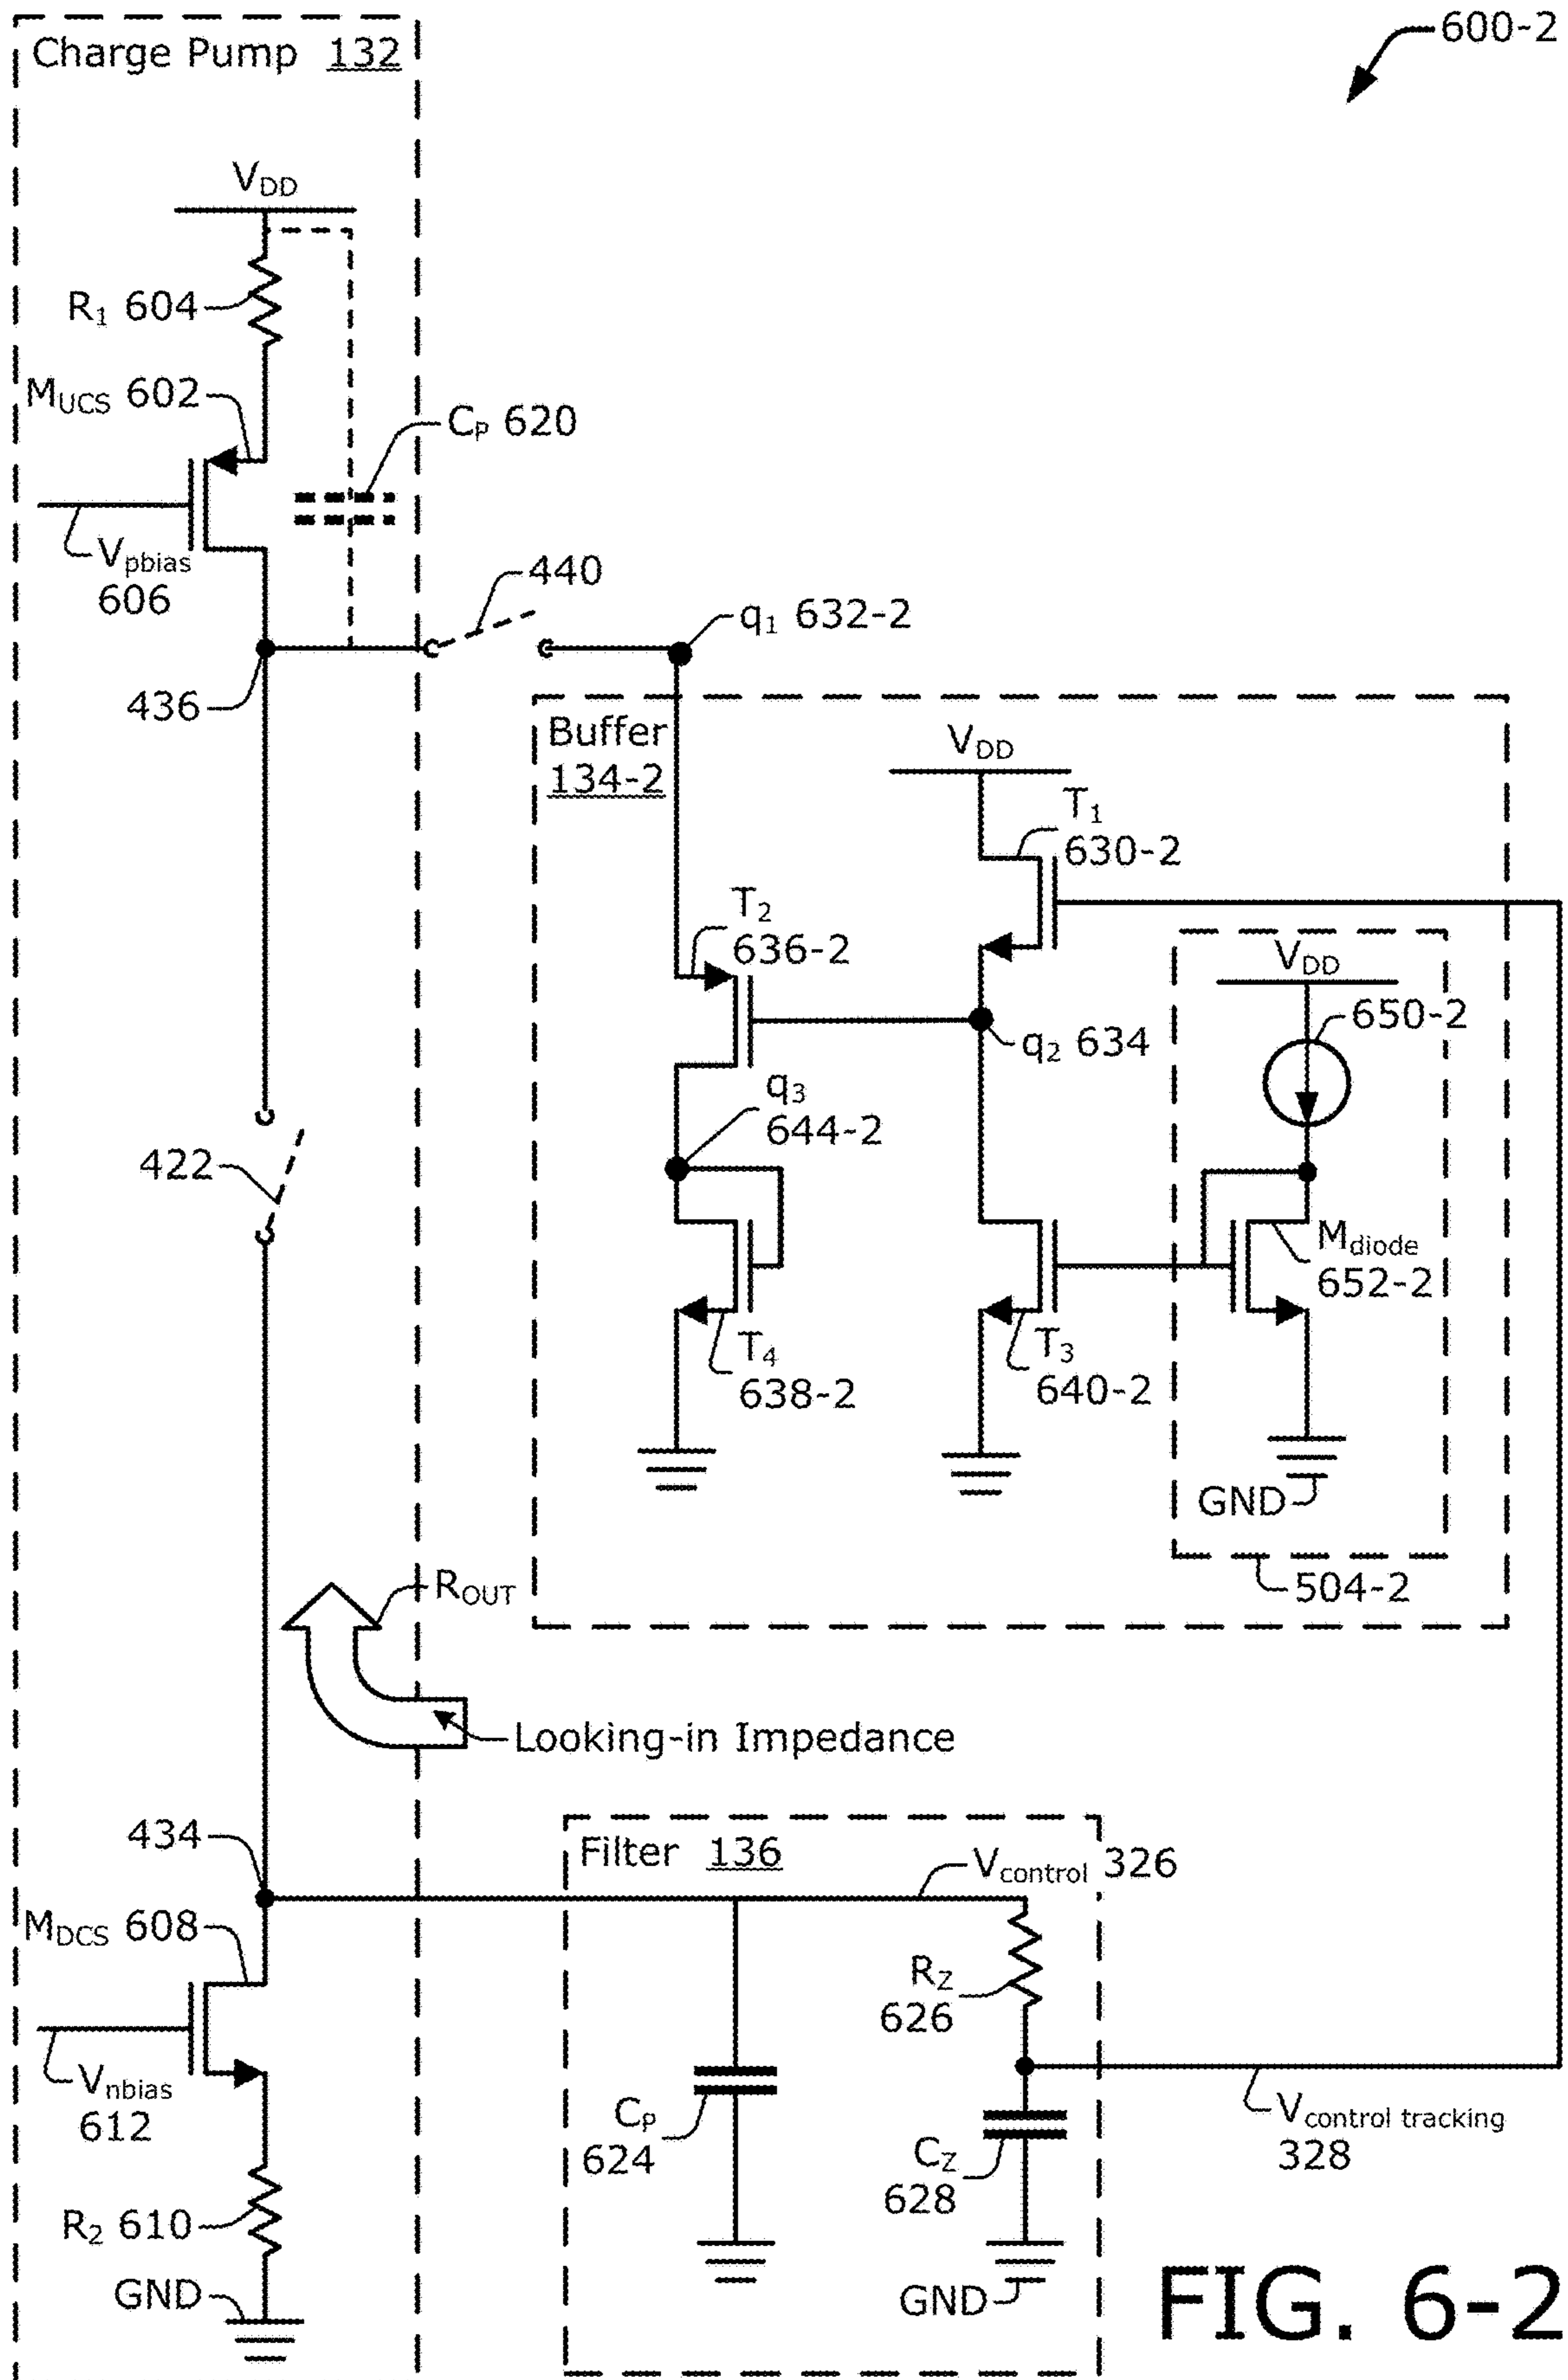 600-2
Charge Pump 132
VDD
R1 604
MUCS 602
CP 620
Vpbias
606
440
q1 632-2
436
Buffer
134-2
VDD
T1
630-2
T2
636-2
VDD
650-2
q2 634
q3
644-2
422
Mdiode
652-2
T4
638-2
T3
640-2
GND
504-2
ROUT
Looking-in Impedance
434
Filter 136
Vcontrol 326
MDCS 608
RZ
626
Vnbias
612
CP
624
CZ
628
Vcontrol tracking
328
R2 610
GND
GND
FIG. 6-2